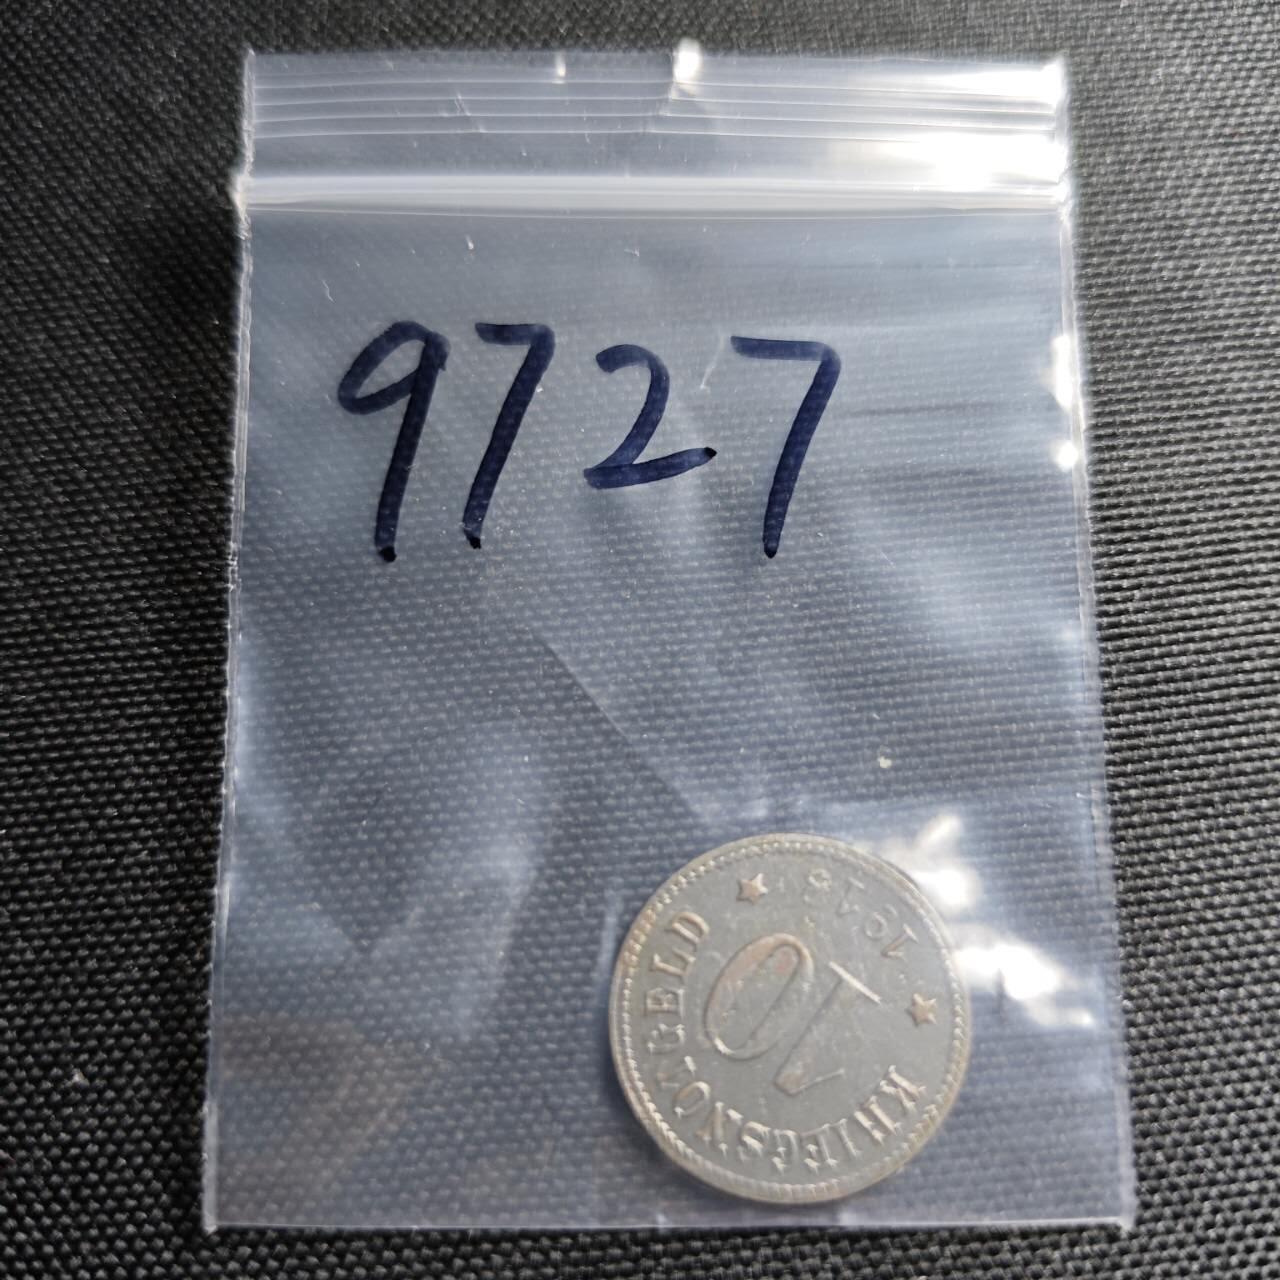 9727
KRIEGSNOTGELD
10
★ 1918 ★